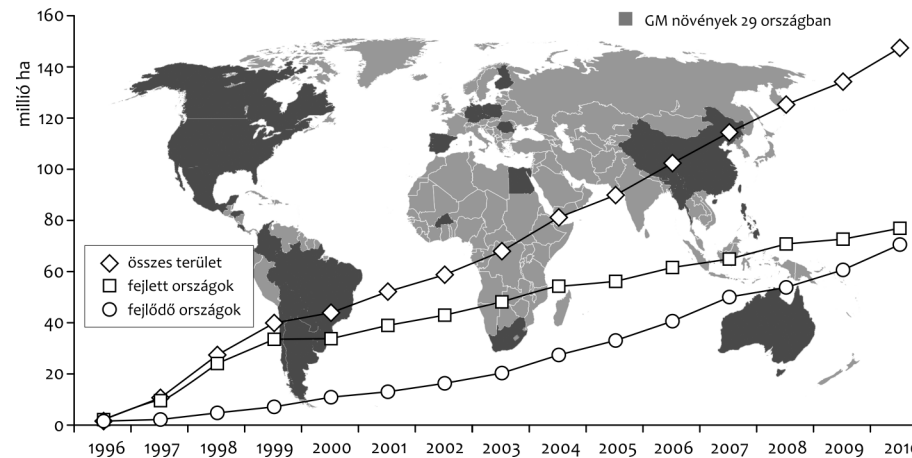 160
140
120
100
80
60
40
20
0
millió ha
GM növények 29 országban
összes terület
fejlett országok
fejlődő országok
1996 1997 1998 1999 2000 2001 2002 2003 2004 2005 2006 2007 2008 2009 2010